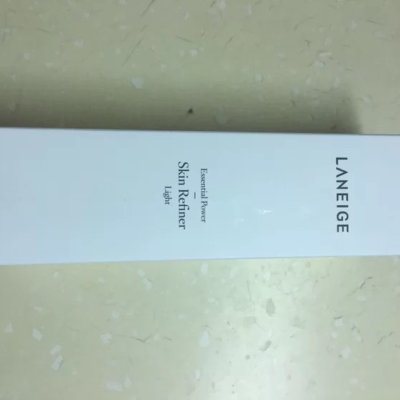 LANEIGE
Essential Power
Skin Refiner
Light